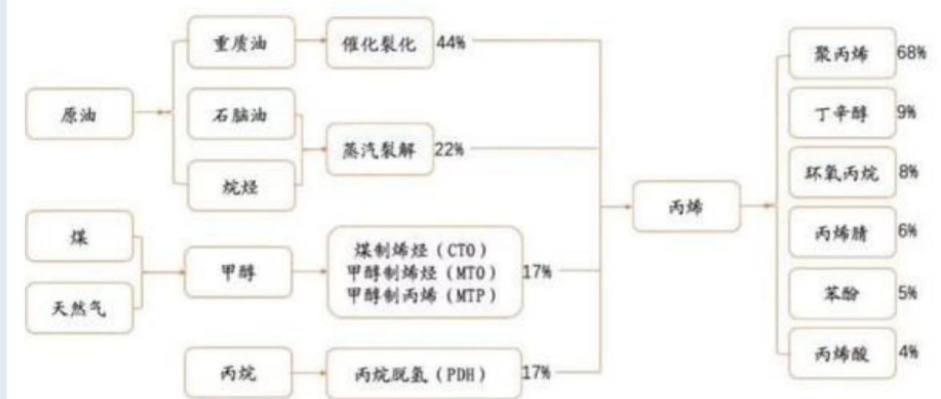 重质油
催化裂化 44%
原油
石脑油
蒸汽裂解 22%
烷烃
煤
天然气
甲醇
煤制烯烃（CTO）
甲醇制烯烃（MTO）
甲醇制丙烯（MTP）
17%
丙烷
丙烷脱氢（PDH） 17%
丙烯
聚丙烯 68%
丁辛醇 9%
环氧丙烷 8%
丙烯腈 6%
苯酚 5%
丙烯酸 4%